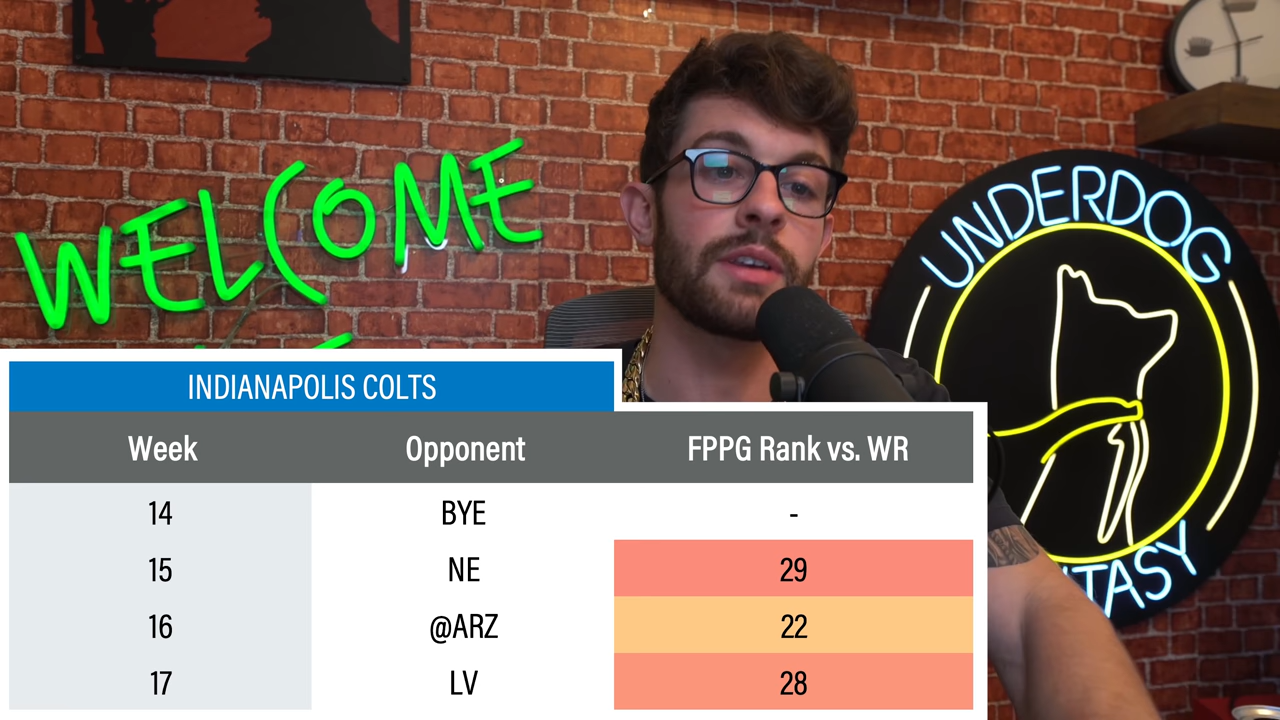 WELCOME
UNDERDOG
INDIANAPOLIS COLTS
Week Opponent FPPG Rank vs. WR
14 BYE -
15 NE 29
16 @ARZ 22
17 LV 28